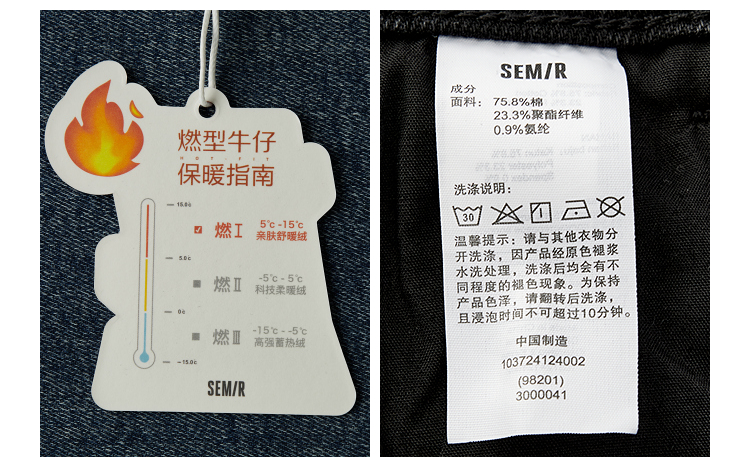 燃型牛仔
HOT-FIT
保暖指南
15.0c
5.0c
0c
-15.0c
燃Ⅰ
5℃ -15℃
亲肤舒暖绒
燃Ⅱ
-5℃ - 5℃
科技柔暖绒
燃Ⅲ
-15℃ - -5℃
高強蓄热绒
SEMIR
SEMIR
成分
面料: 75.8%棉
23.3%聚酯纤维
0.9%氨纶
洗涤说明:
30
温馨提示: 请与其他衣物分
开洗涤, 因产品经原色褪浆
水洗处理, 洗涤后均会有不
同程度的褪色现象。为保持
产品色泽, 请翻转后洗涤,
且浸泡时间不可超过10分钟。
中国制造
103724124002
(98201)
3000041